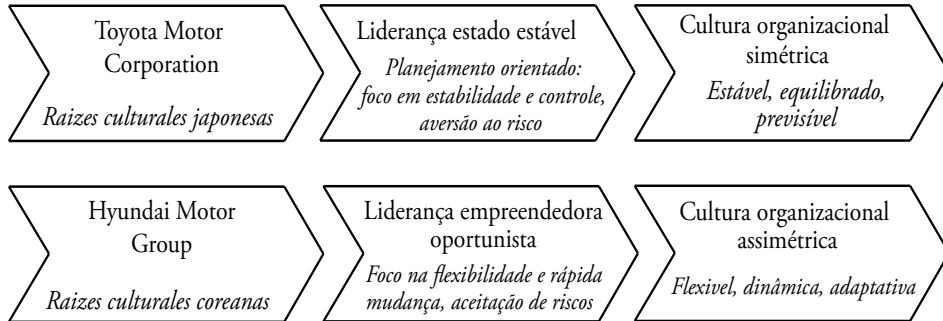 Toyota Motor
Corporation
Raizes culturales japonesas
Liderança estado estável
Planejamento orientado:
foco em estabilidade e controle,
aversão ao risco
Cultura organizacional
simétrica
Estável, equilibrado,
previsível
Hyundai Motor
Group
Raizes culturales coreanas
Liderança empreendedora
oportunista
Foco na flexibilidade e rápida
mudança, aceitação de riscos
Cultura organizacional
assimétrica
Flexivel, dinâmica, adaptativa